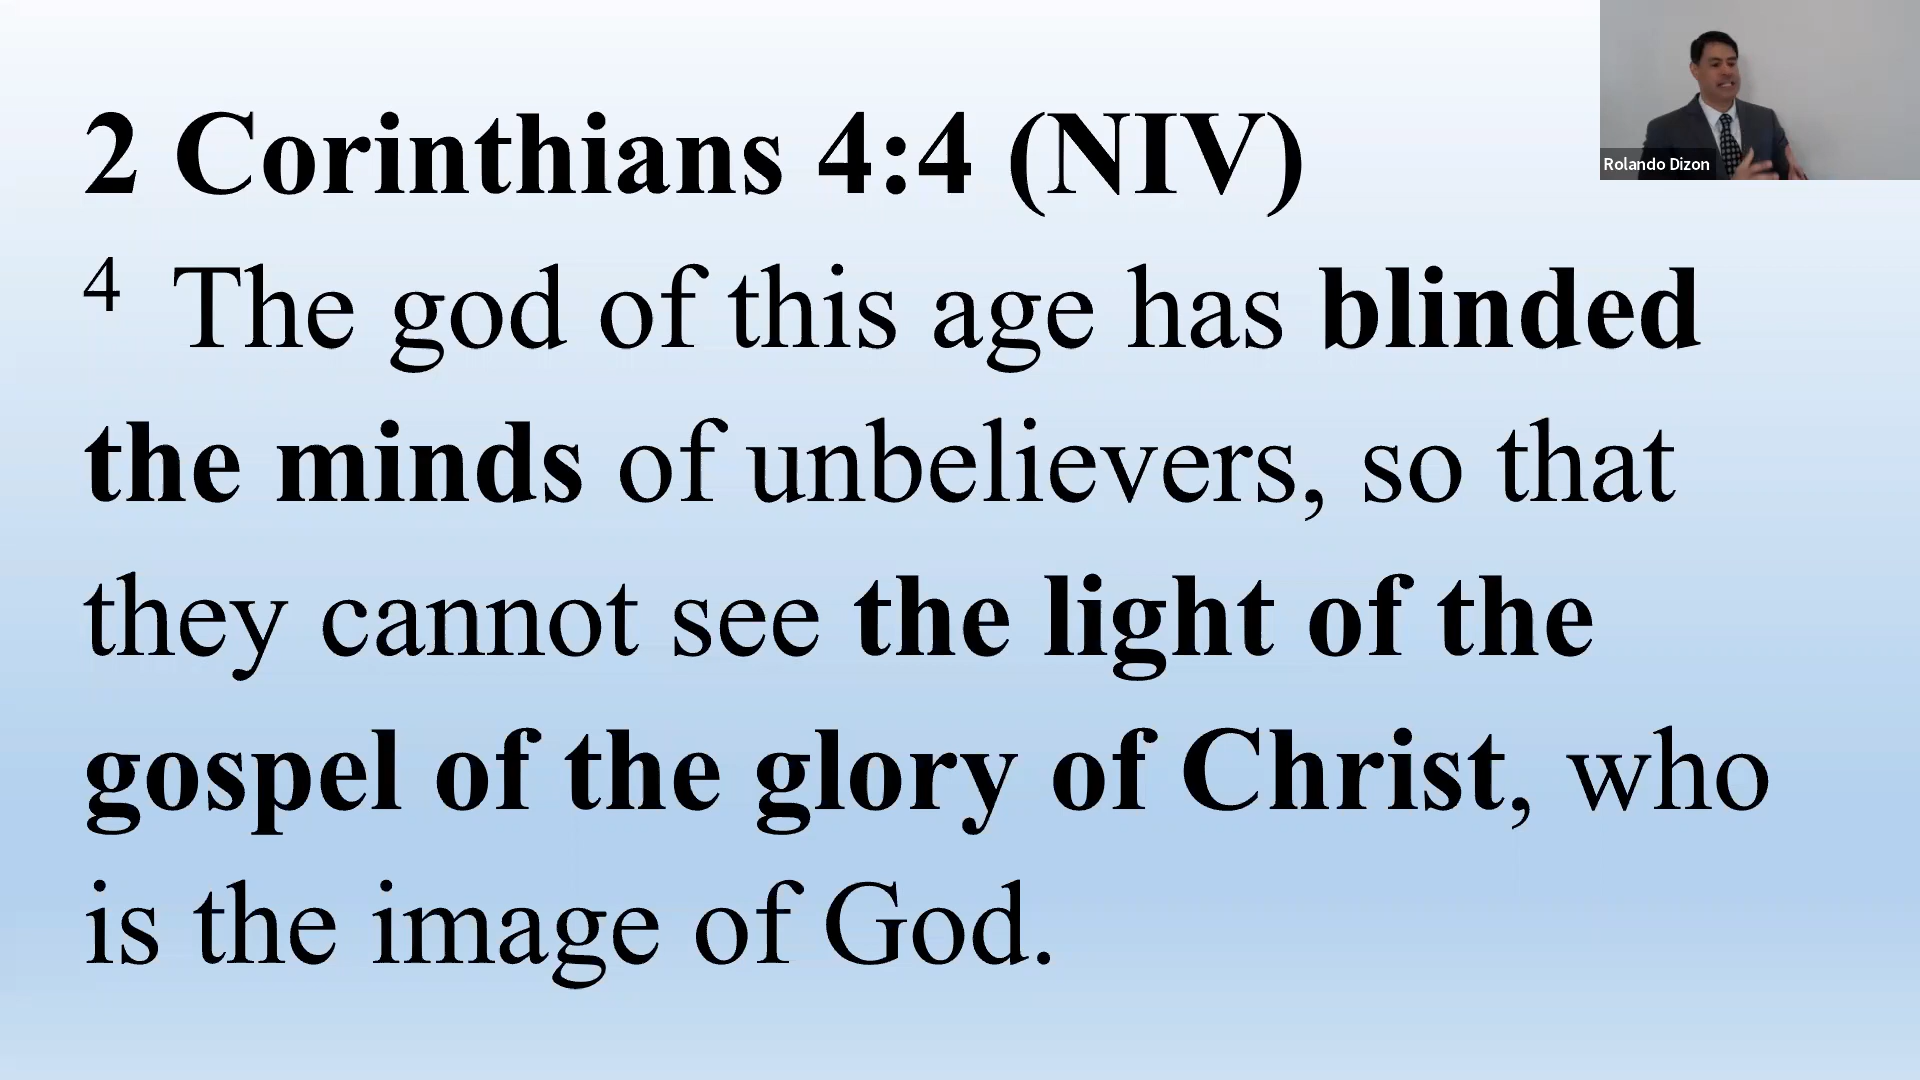 2 Corinthians 4:4 (NIV)
4 The god of this age has blinded
the minds of unbelievers, so that
they cannot see the light of the
gospel of the glory of Christ, who
is the image of God.
Rolando Dizon